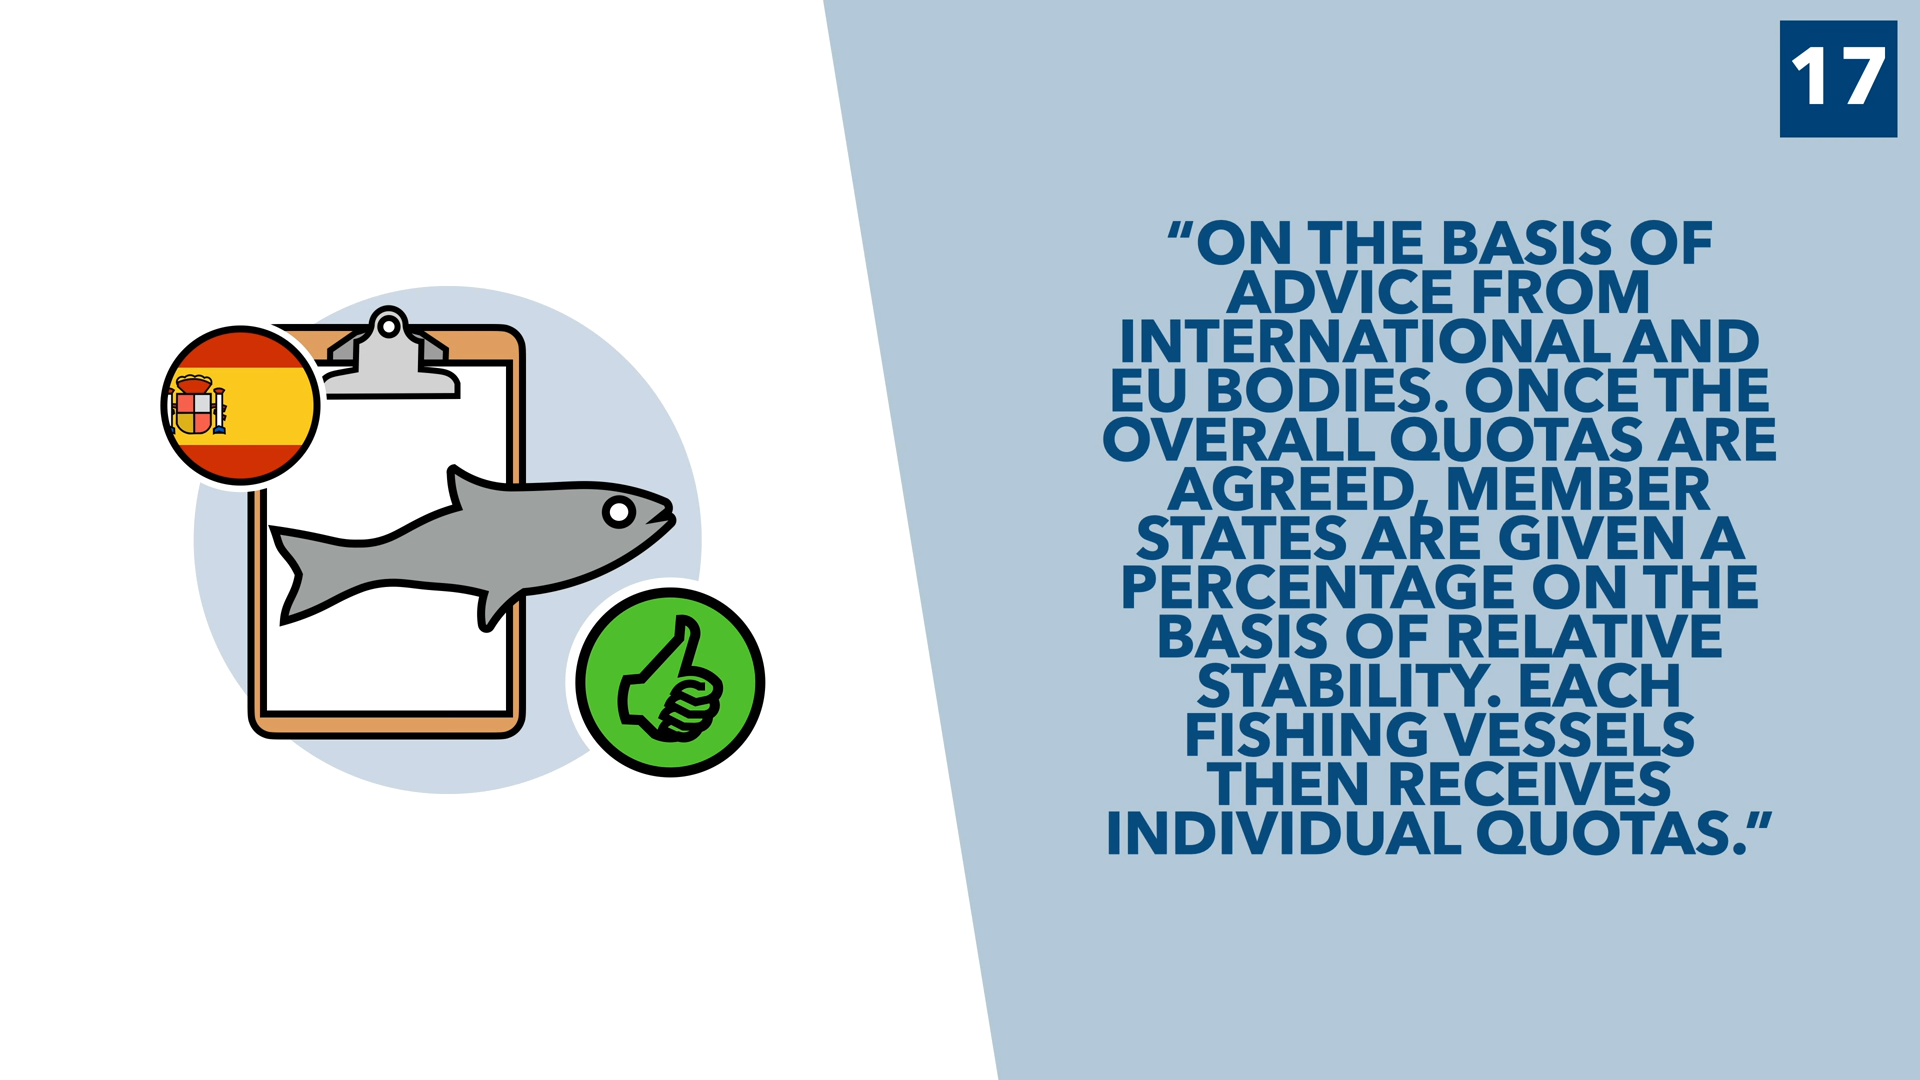 17
“ON THE BASIS OF
ADVICE FROM
INTERNATIONAL AND
EU BODIES. ONCE THE
OVERALL QUOTAS ARE
AGREED, MEMBER
STATES ARE GIVEN A
PERCENTAGE ON THE
BASIS OF RELATIVE
STABILITY. EACH
FISHING VESSELS
THEN RECEIVES
INDIVIDUAL QUOTAS.”